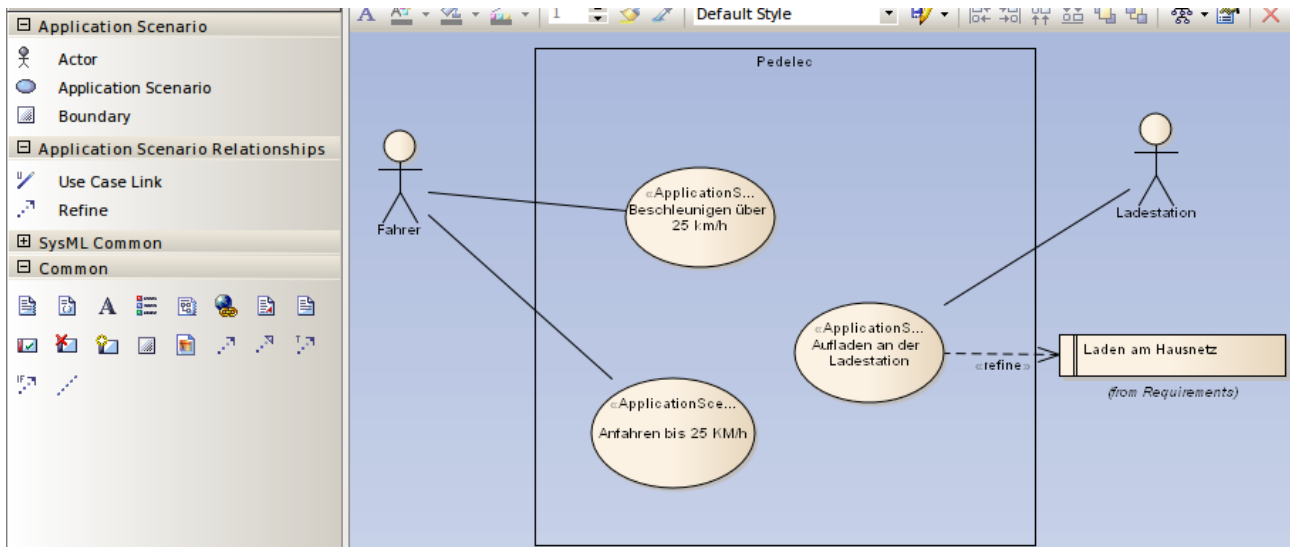 Application Scenario
Actor
Application Scenario
Boundary
Application Scenario Relationships
Use Case Link
Refine
SysML Common
Common
1
Default Style
Pedelec
Fahrer
«ApplicationS...
Beschleunigen über
25 km/h
Ladestation
«ApplicationS...
Aufladen an der
Ladestation
«refine»
Laden am Hausnetz
(from Requirements)
«ApplicationSce...
Anfahren bis 25 KM/h